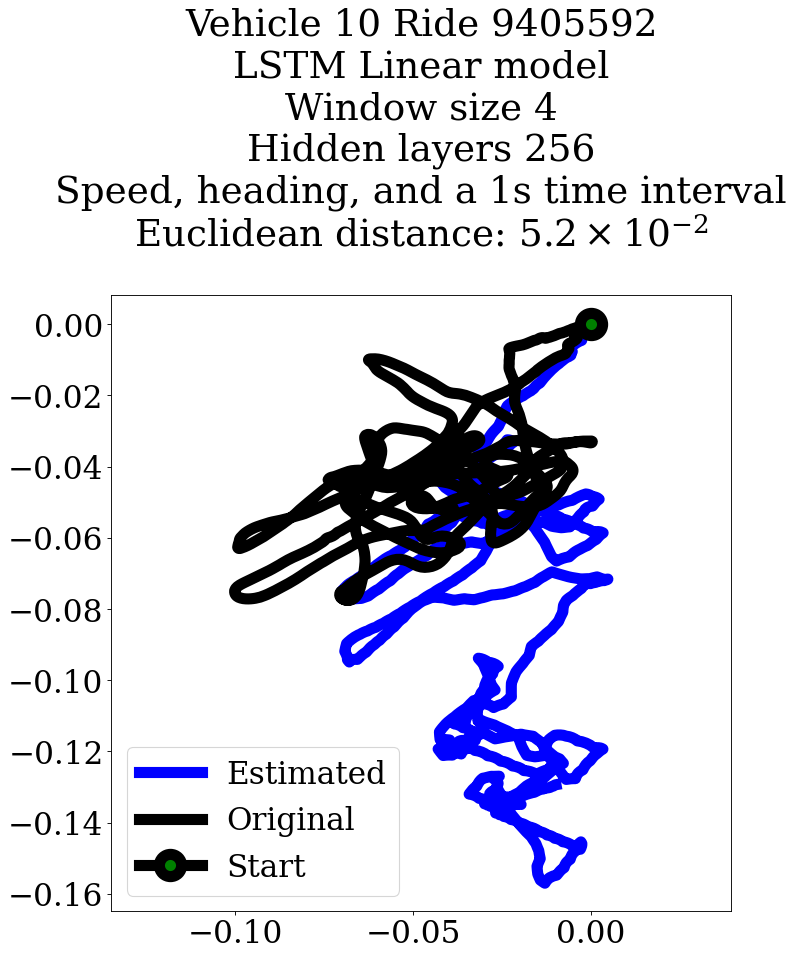 Vehicle 10 Ride 9405592
LSTM Linear model
Window size 4
Hidden layers 256
Speed, heading, and a 1s time interval
Euclidean distance: 5.2 × 10⁻²
0.00
−0.02
−0.04
−0.06
−0.08
−0.10
−0.12
−0.14
−0.16
Estimated
Original
Start
−0.10 −0.05 0.00